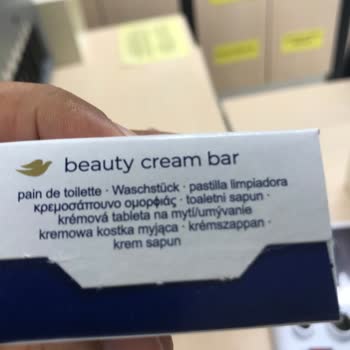 beauty cream bar
pain de toilette · Waschstück · pastilla limpiadora
κρεμοσάπουνο ομορφιάς · toaletni sapun ·
krémová tableta na mytí/umývanie
kremowa kostka myjąca · krémszappan ·
krem sapun